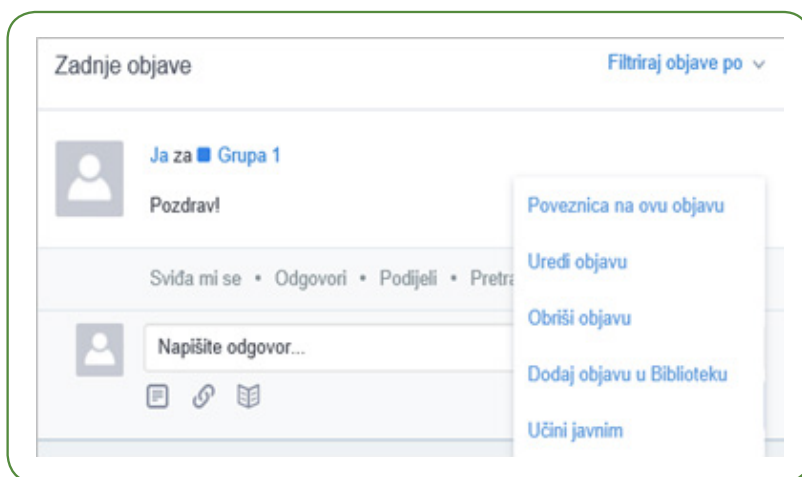 Zadnje objave
Filtriraj objave po
Ja za Grupa 1
Pozdrav!
Sviđa mi se • Odgovori • Podijeli •
Napišite odgovor...
Poveznica na ovu objavu
Uredi objavu
Obriši objavu
Dodaj objavu u Biblioteku
Učini javnim